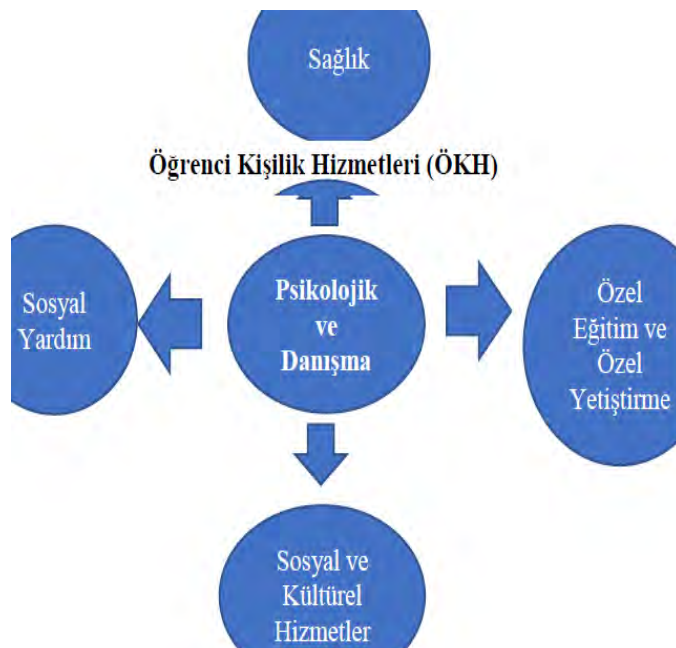 Sağlık
Öğrenci Kişilik Hizmetleri (ÖKH)
Sosyal
Yardım
Psikolojik
ve
Danışma
Özel
Eğitim ve
Özel
Yetiştirme
Sosyal ve
Kültürel
Hizmetler